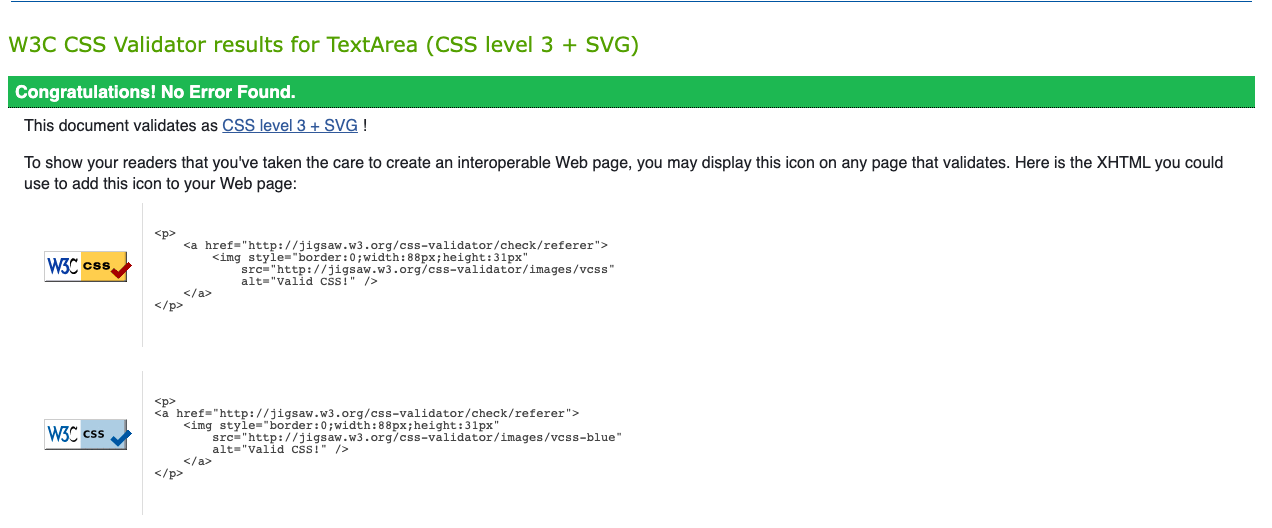 W3C CSS Validator results for TextArea (CSS level 3 + SVG)
Congratulations! No Error Found.
This document validates as CSS level 3 + SVG !
To show your readers that you've taken the care to create an interoperable Web page, you may display this icon on any page that validates. Here is the XHTML you could
use to add this icon to your Web page:
W3C css
<p>
    <a href="http://jigsaw.w3.org/css-validator/check/referer">
        <img style="border:0;width:88px;height:31px"
            src="http://jigsaw.w3.org/css-validator/images/vcss"
            alt="Valid CSS!" />
    </a>
</p>
W3C css
<p>
<a href="http://jigsaw.w3.org/css-validator/check/referer">
    <img style="border:0;width:88px;height:31px"
        src="http://jigsaw.w3.org/css-validator/images/vcss-blue"
        alt="Valid CSS!" />
    </a>
</p>